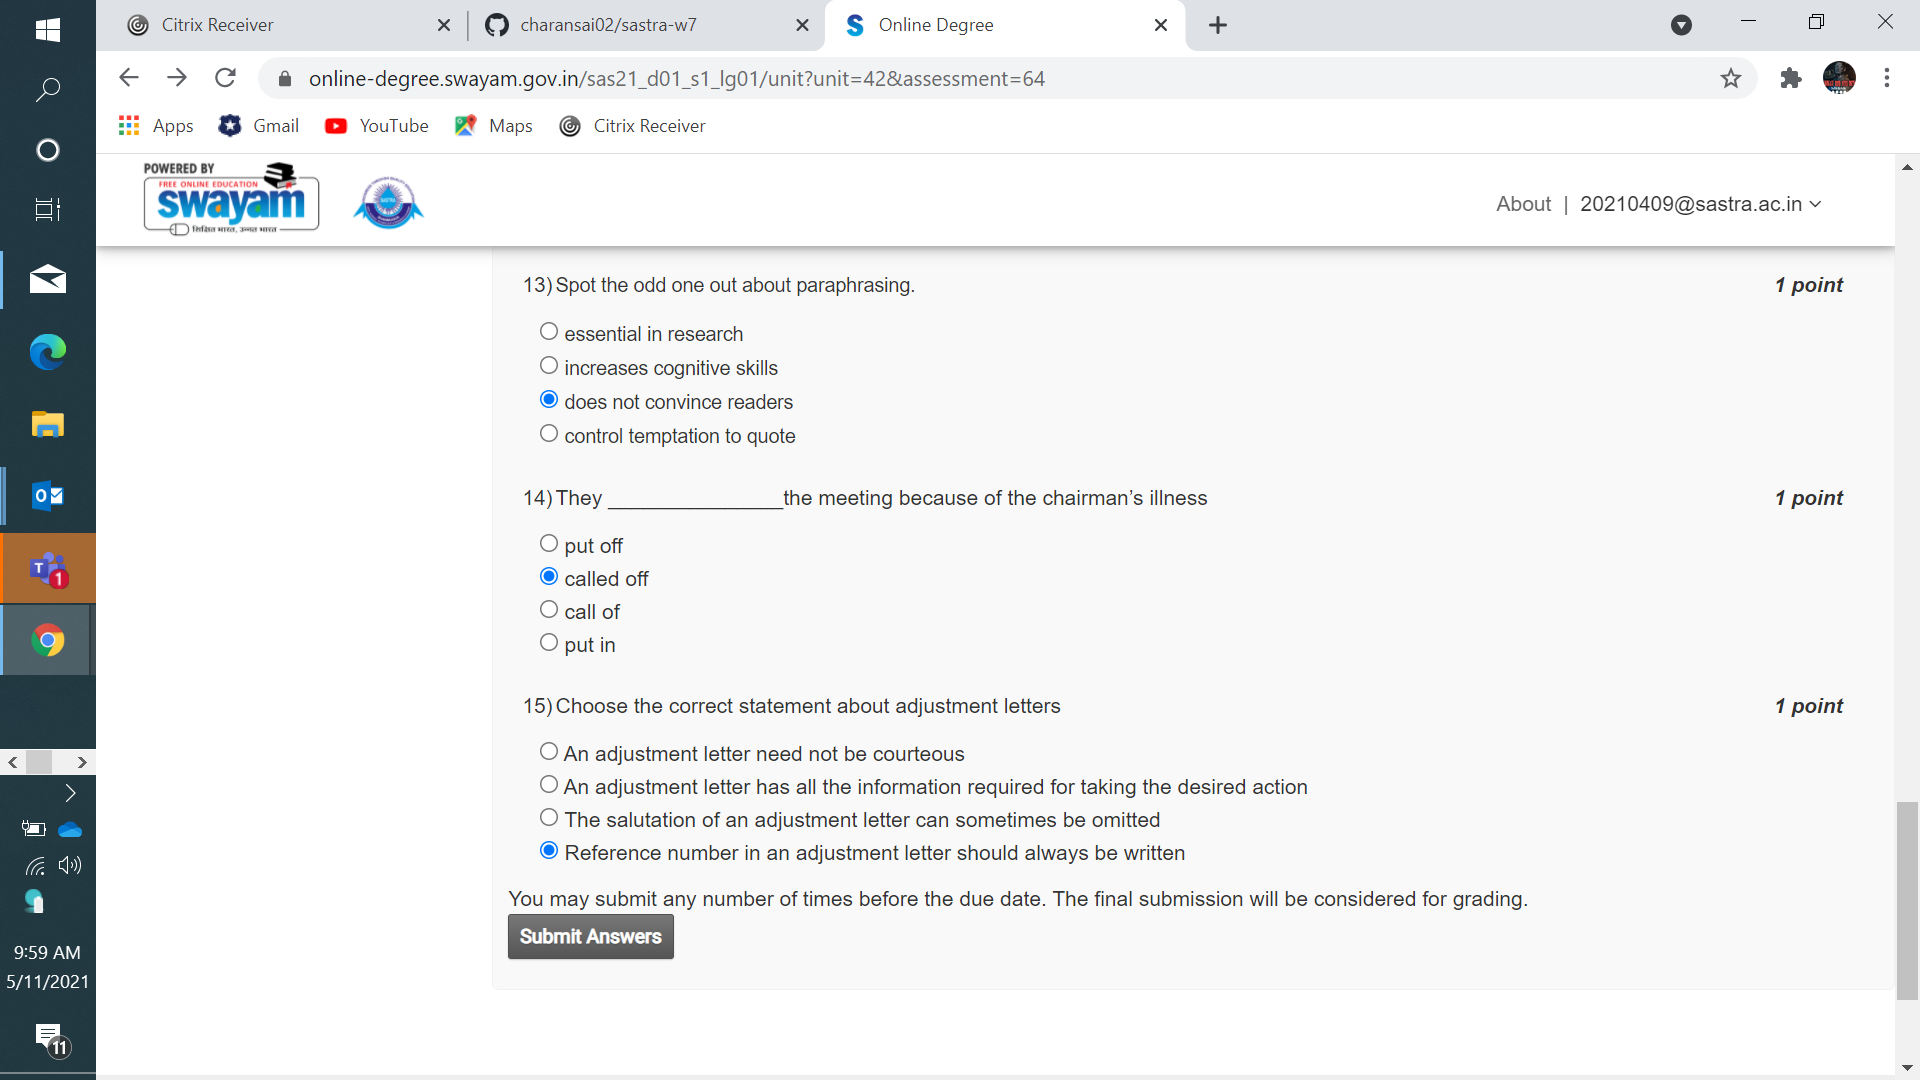 Citrix Receiver
charansai02/sastra-w7
Online Degree
online-degree.swayam.gov.in/sas21_d01_s1_lg01/unit?unit=42&assessment=64
Apps
Gmail
YouTube
Maps
Citrix Receiver
POWERED BY
FREE ONLINE EDUCATION
swayam
शिक्षित भारत, उन्नत भारत
About | 20210409@sastra.ac.in
13) Spot the odd one out about paraphrasing.
1 point
essential in research
increases cognitive skills
does not convince readers
control temptation to quote
14) They ________________the meeting because of the chairman’s illness
1 point
put off
called off
call of
put in
15) Choose the correct statement about adjustment letters
1 point
An adjustment letter need not be courteous
An adjustment letter has all the information required for taking the desired action
The salutation of an adjustment letter can sometimes be omitted
Reference number in an adjustment letter should always be written
You may submit any number of times before the due date. The final submission will be considered for grading.
Submit Answers
T
1
9:59 AM
5/11/2021
11